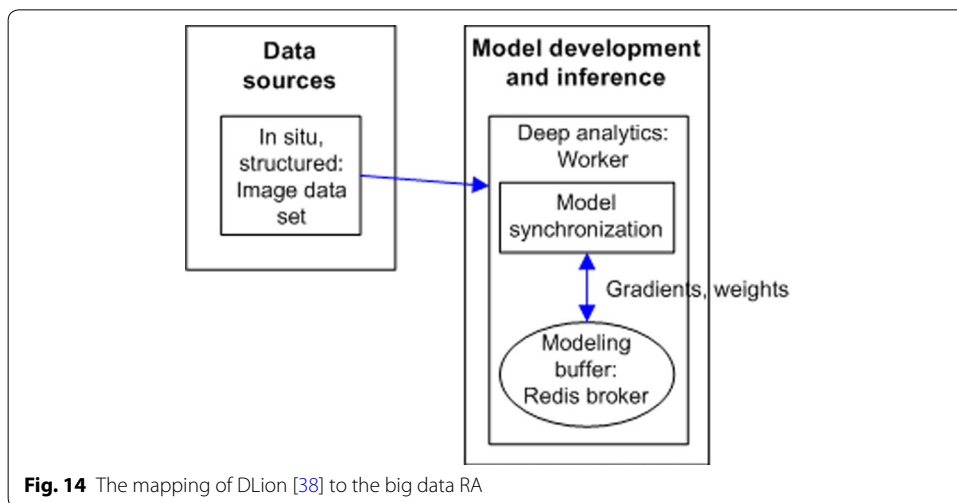 Data
sources
In situ,
structured:
Image data
set
Model development
and inference
Deep analytics:
Worker
Model
synchronization
Gradients, weights
Modeling
buffer:
Redis broker
Fig. 14 The mapping of DLion [38] to the big data RA